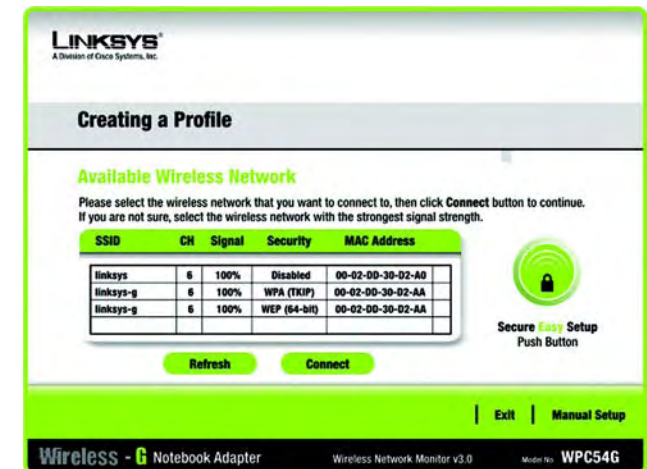 LINKSYS®
A Division of Cisco Systems, Inc.
Creating a Profile
Available Wireless Network
Please select the wireless network that you want to connect to, then click Connect button to continue.
If you are not sure, select the wireless network with the strongest signal strength.
SSID CH Signal Security MAC Address
linksys 6 100% Disabled 00-02-DD-30-D2-A0
linksys-g 6 100% WPA (TKIP) 00-02-DD-30-D2-AA
linksys-g 6 100% WEP (64-bit) 00-02-DD-30-D2-AA
Secure Easy Setup
Push Button
Refresh Connect
Exit Manual Setup
Wireless - G Notebook Adapter Wireless Network Monitor v3.0 Model No WPC54G